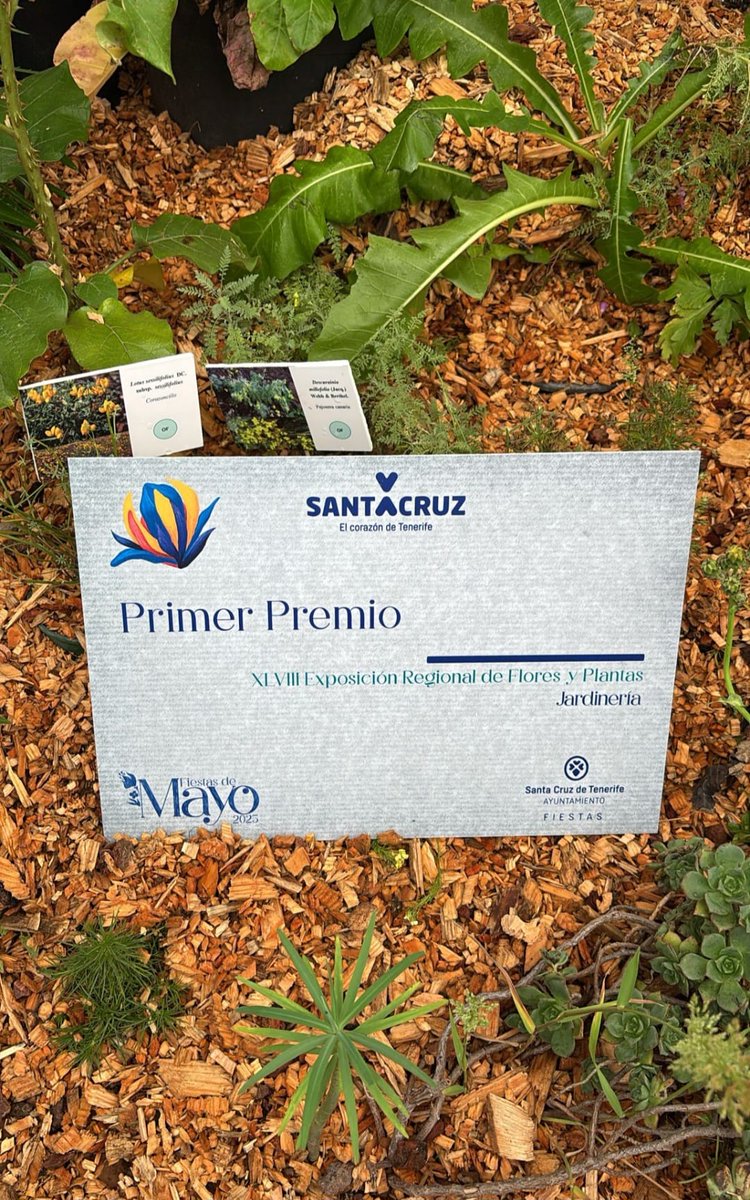 Lotus sessilifolius DC.
subsp. sessilifolius
Corazoncillo
Descurainia
millefolia (Jacq.)
Webb & Berthel.
Pajonera canaria
SANTACRUZ
El corazón de Tenerife
Primer Premio
XLVIII Exposición Regional de Flores y Plantas
Jardinería
Fiestas de
Mayo
2025
Santa Cruz de Tenerife
AYUNTAMIENTO
FIESTAS